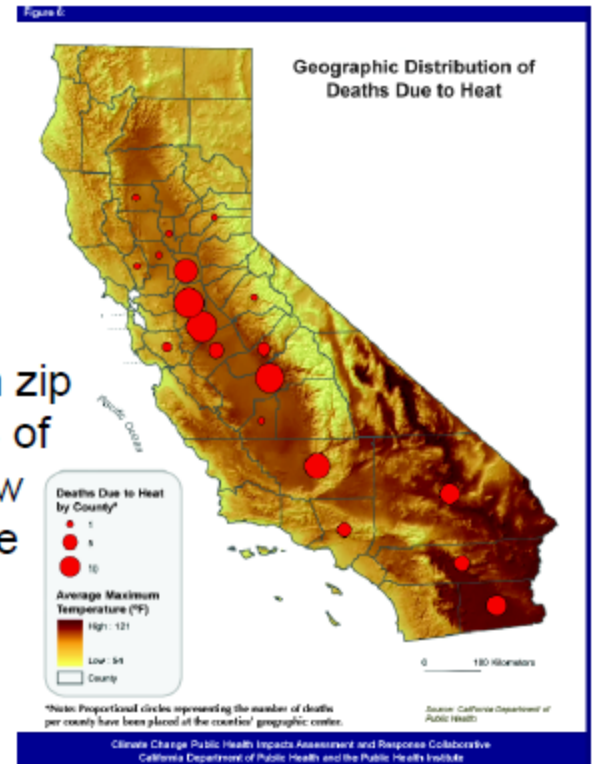 Figure 6:
Geographic Distribution of
Deaths Due to Heat
zip
of
w
e
Pacific Ocean
Deaths Due to Heat
by County*
1
5
10
Average Maximum
Temperature (ºF)
High : 121
Low : 54
County
0 100 Kilometers
*Note: Proportional circles representing the number of deaths
per county have been placed at the counties' geographic center.
Source: California Department of
Public Health
Climate Change Public Health Impacts Assessment and Response Collaborative
California Department of Public Health and the Public Health Institute